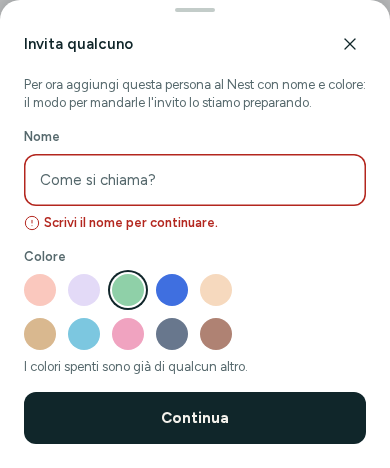 Invita qualcuno
Per ora aggiungi questa persona al Nest con nome e colore:
il modo per mandarle l'invito lo stiamo preparando.
Nome
Come si chiama?
Scrivi il nome per continuare.
Colore
I colori spenti sono già di qualcun altro.
Continua